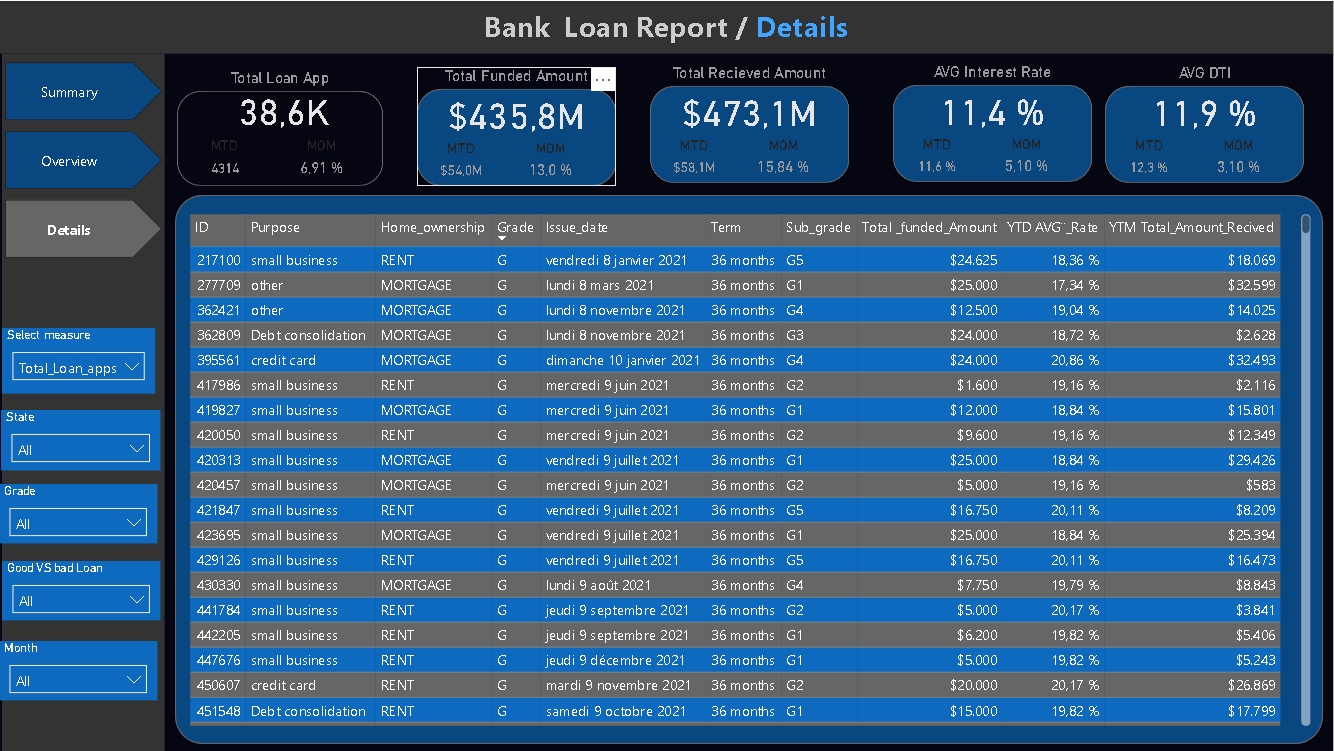 Bank Loan Report / Details
Summary
Overview
Details
Total Loan App
38,6K
MTD MOM
4314 6,91 %
Total Funded Amount ...
$435,8M
MTD MOM
$54,0M 13,0 %
Total Recieved Amount
$473,1M
MTD MOM
$58,1M 15,84 %
AVG Interest Rate
11,4 %
MTD MOM
11,6 % 5,10 %
AVG DTI
11,9 %
MTD MOM
12,3 % 3,10 %
Select measure
Total_Loan_apps
State
All
Grade
All
Good VS bad Loan
All
Month
All
ID Purpose Home_ownership Grade Issue_date Term Sub_grade Total _funded_Amount YTD AVG¨_Rate YTM Total_Amount_Recived
217100 small business RENT G vendredi 8 janvier 2021 36 months G5 $24.625 18,36 % $18.069
277709 other MORTGAGE G lundi 8 mars 2021 36 months G1 $25.000 17,34 % $32.599
362421 other MORTGAGE G lundi 8 novembre 2021 36 months G4 $12.500 19,04 % $14.025
362809 Debt consolidation MORTGAGE G lundi 8 novembre 2021 36 months G3 $24.000 18,72 % $2.628
395561 credit card MORTGAGE G dimanche 10 janvier 2021 36 months G4 $24.000 20,86 % $32.493
417986 small business RENT G mercredi 9 juin 2021 36 months G2 $1.600 19,16 % $2.116
419827 small business MORTGAGE G mercredi 9 juin 2021 36 months G1 $12.000 18,84 % $15.801
420050 small business RENT G mercredi 9 juin 2021 36 months G2 $9.600 19,16 % $12.349
420313 small business MORTGAGE G vendredi 9 juillet 2021 36 months G1 $25.000 18,84 % $29.426
420457 small business MORTGAGE G mercredi 9 juin 2021 36 months G2 $5.000 19,16 % $583
421847 small business RENT G vendredi 9 juillet 2021 36 months G5 $16.750 20,11 % $8.209
423695 small business MORTGAGE G vendredi 9 juillet 2021 36 months G1 $25.000 18,84 % $25.394
429126 small business RENT G vendredi 9 juillet 2021 36 months G5 $16.750 20,11 % $16.473
430330 small business MORTGAGE G lundi 9 août 2021 36 months G4 $7.750 19,79 % $8.843
441784 small business RENT G jeudi 9 septembre 2021 36 months G2 $5.000 20,17 % $3.841
442205 small business RENT G jeudi 9 septembre 2021 36 months G1 $6.200 19,82 % $5.406
447676 small business RENT G jeudi 9 décembre 2021 36 months G1 $5.000 19,82 % $5.243
450607 credit card RENT G mardi 9 novembre 2021 36 months G2 $20.000 20,17 % $26.869
451548 Debt consolidation RENT G samedi 9 octobre 2021 36 months G1 $15.000 19,82 % $17.799